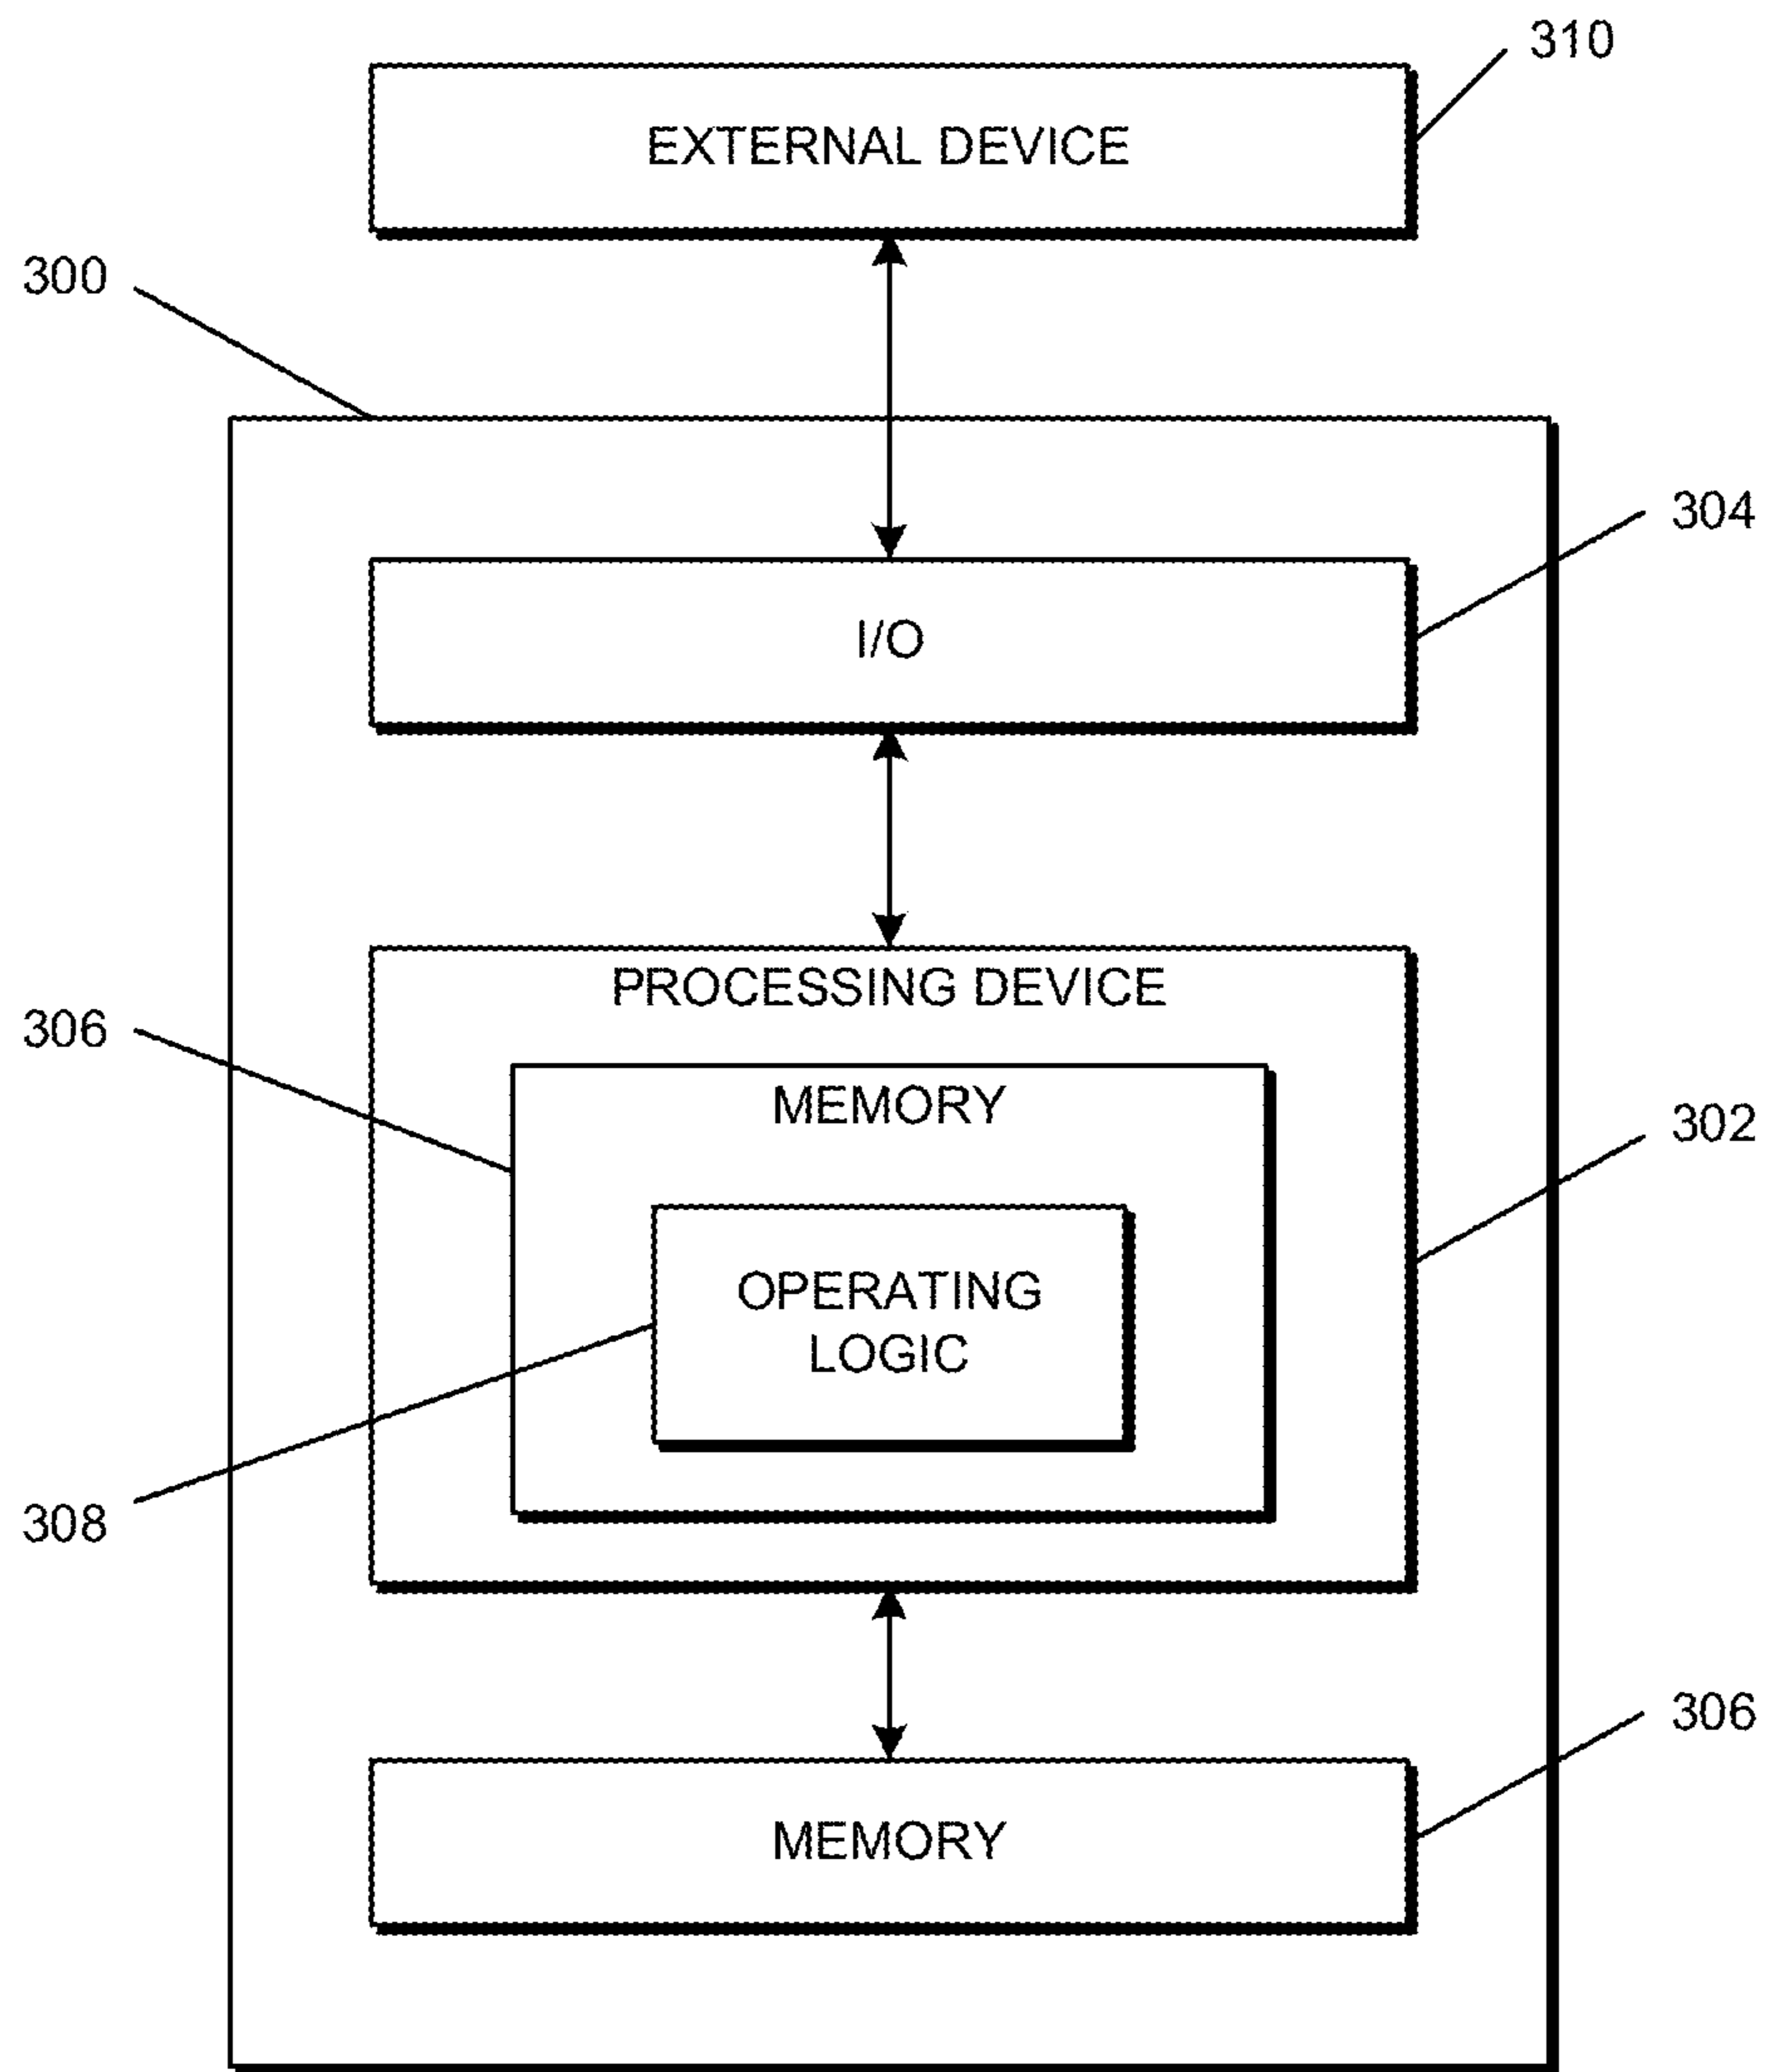 310
EXTERNAL DEVICE
300
304
I/O
PROCESSING DEVICE
306
MEMORY
302
OPERATING
LOGIC
308
306
MEMORY